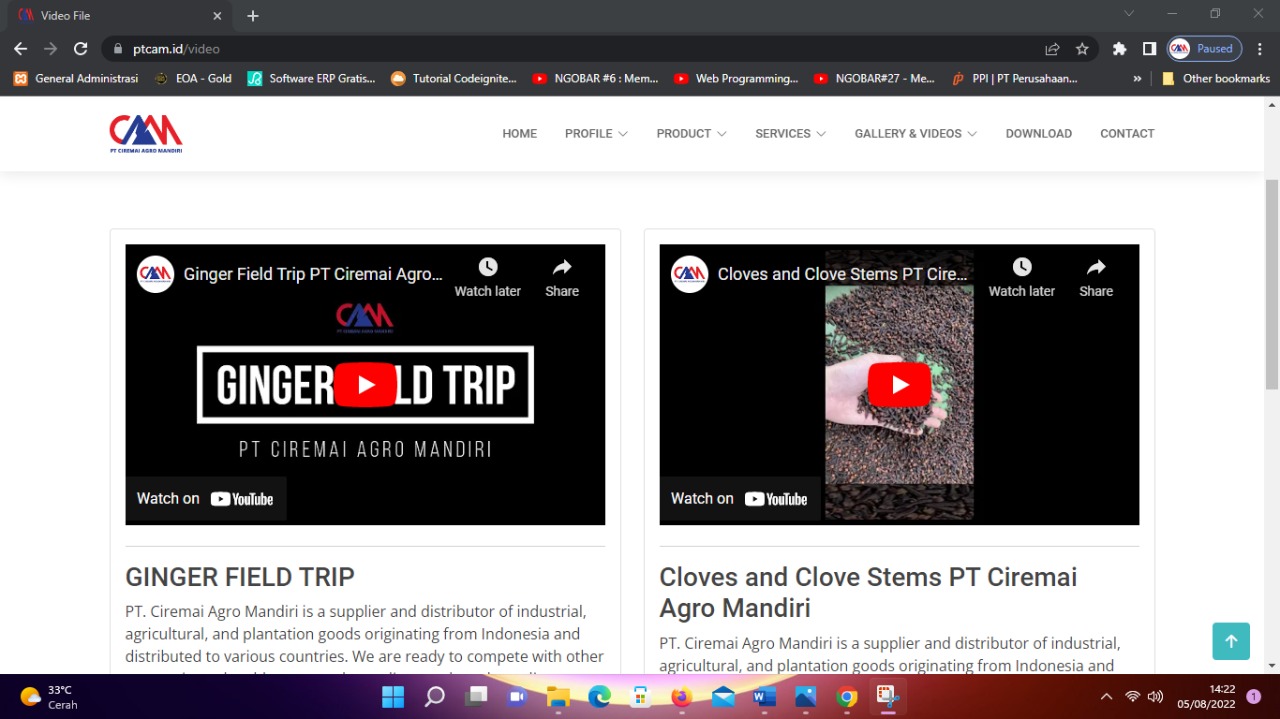 Video File
ptcam.id/video
Paused
General Administrasi
EOA - Gold
Software ERP Gratis...
Tutorial Codeignite...
NGOBAR #6 : Mem...
Web Programming...
NGOBAR#27 - Me...
PPI | PT Perusahaan...
Other bookmarks
CAM
PT CIREMAI AGRO MANDIRI
HOME
PROFILE
PRODUCT
SERVICES
GALLERY & VIDEOS
DOWNLOAD
CONTACT
Ginger Field Trip PT Ciremai Agro...
Watch later
Share
GINGER FIELD TRIP
PT CIREMAI AGRO MANDIRI
Watch on YouTube
Cloves and Clove Stems PT Cire...
Watch later
Share
Watch on YouTube
GINGER FIELD TRIP
PT. Ciremai Agro Mandiri is a supplier and distributor of industrial,
agricultural, and plantation goods originating from Indonesia and
distributed to various countries. We are ready to compete with other
Cloves and Clove Stems PT Ciremai
Agro Mandiri
PT. Ciremai Agro Mandiri is a supplier and distributor of industrial,
agricultural, and plantation goods originating from Indonesia and
33°C
Cerah
14:22
05/08/2022
1